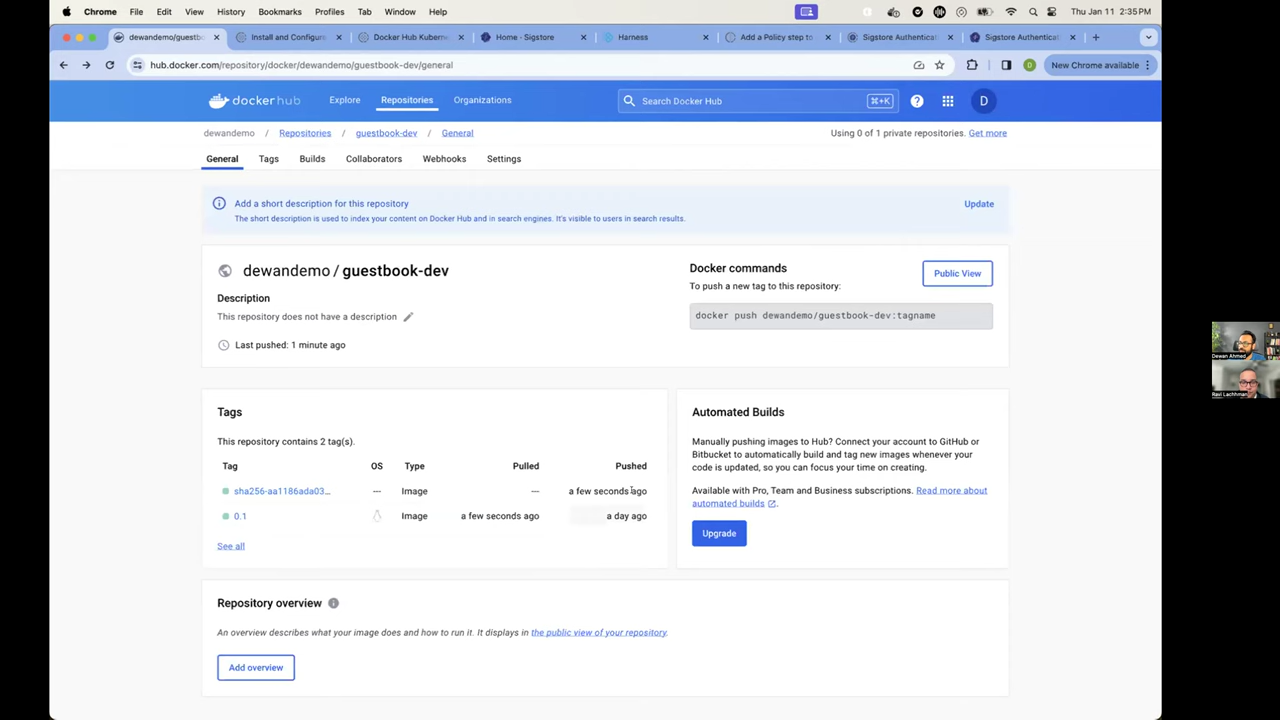 Chrome File Edit View History Bookmarks Profiles Tab Window Help Thu Jan 11 2:35 PM
dewandemo/guestbo Install and Configure Docker Hub Kubern Home - Sigstore Harness Add a Policy step to Sigstore Authenticat Sigstore Authenticat
hub.docker.com/repository/docker/dewandemo/guestbook-dev/general D New Chrome available
dockerhub Explore Repositories Organizations Search Docker Hub ⌘+K D
dewandemo / Repositories / guestbook-dev / General Using 0 of 1 private repositories. Get more
General Tags Builds Collaborators Webhooks Settings
Add a short description for this repository Update
The short description is used to index your content on Docker Hub and in search engines. It's visible to users in search results.
dewandemo / guestbook-dev
Description
This repository does not have a description
Last pushed: 1 minute ago
Docker commands Public View
To push a new tag to this repository:
docker push dewandemo/guestbook-dev:tagname
Tags
This repository contains 2 tag(s).
Tag OS Type Pulled Pushed
sha256-aa1186ada03... --- Image --- a few seconds ago
0.1 Image a few seconds ago a day ago
See all
Automated Builds
Manually pushing images to Hub? Connect your account to GitHub or
Bitbucket to automatically build and tag new images whenever your
code is updated, so you can focus your time on creating.
Available with Pro, Team and Business subscriptions. Read more about
automated builds.
Upgrade
Repository overview
An overview describes what your image does and how to run it. It displays in the public view of your repository.
Add overview
Dewan Ahmed
Ravi Lachhman